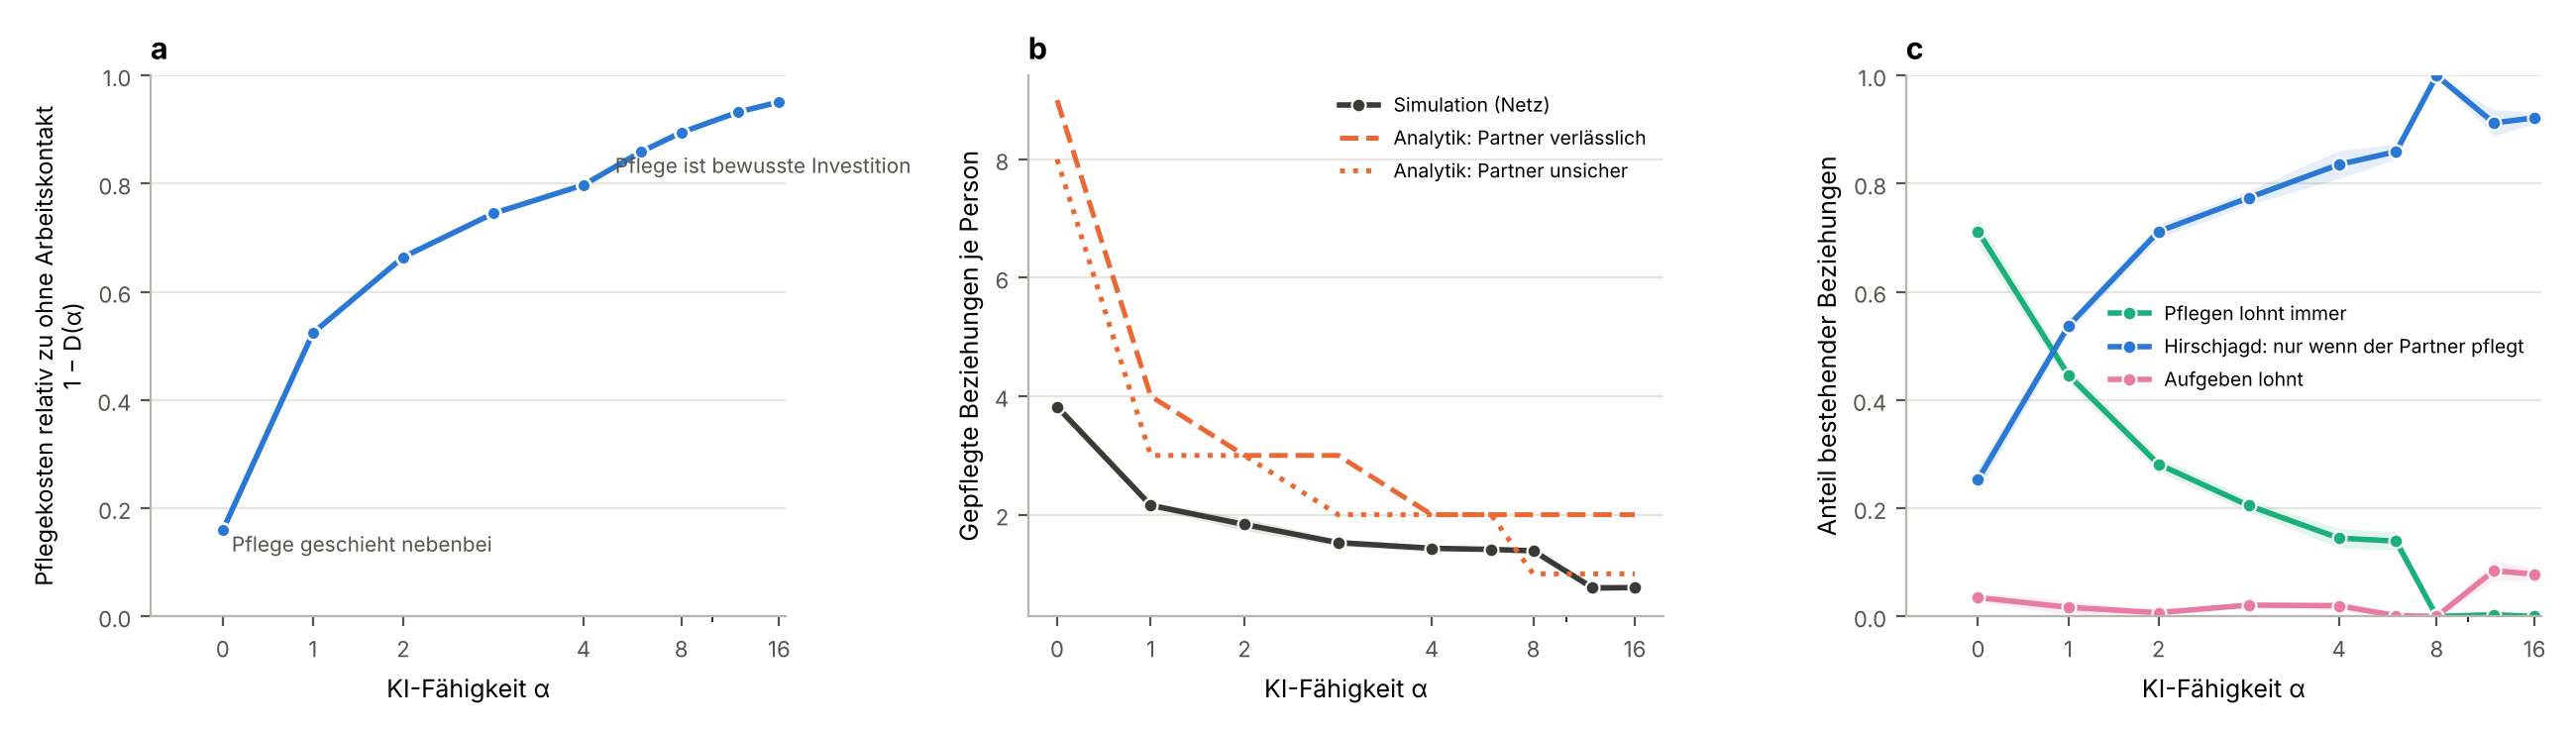 a
1.0
0.8
0.6
0.4
0.2
0.0
Pflegekosten relativ zu ohne Arbeitskontakt
1 − D(α)
Pflege ist bewusste Investition
Pflege geschieht nebenbei
0 1 2 4 8 16
KI-Fähigkeit α
b
8
6
4
2
Gepflegte Beziehungen je Person
Simulation (Netz)
Analytik: Partner verlässlich
Analytik: Partner unsicher
0 1 2 4 8 16
KI-Fähigkeit α
c
1.0
0.8
0.6
0.4
0.2
0.0
Anteil bestehender Beziehungen
Pflegen lohnt immer
Hirschjagd: nur wenn der Partner pflegt
Aufgeben lohnt
0 1 2 4 8 16
KI-Fähigkeit α